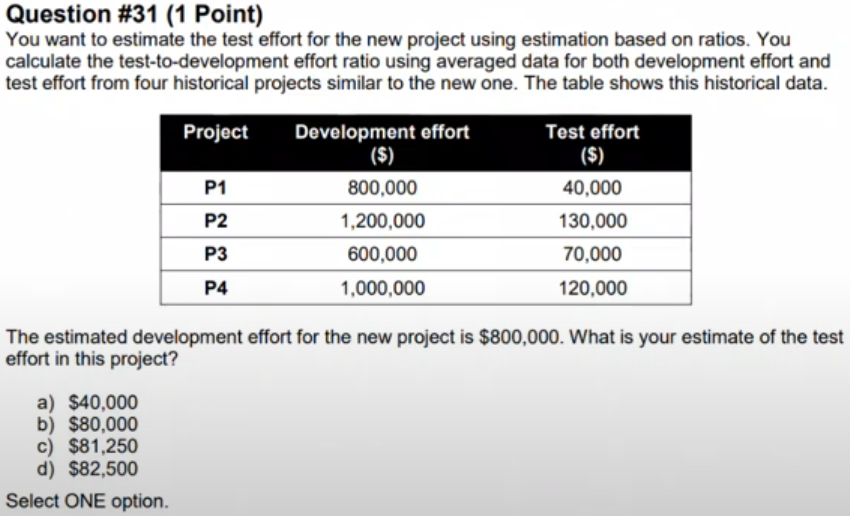 Question #31 (1 Point)
You want to estimate the test effort for the new project using estimation based on ratios. You
calculate the test-to-development effort ratio using averaged data for both development effort and
test effort from four historical projects similar to the new one. The table shows this historical data.
Project Development effort ($) Test effort ($)
P1 800,000 40,000
P2 1,200,000 130,000
P3 600,000 70,000
P4 1,000,000 120,000
The estimated development effort for the new project is $800,000. What is your estimate of the test
effort in this project?
a) $40,000
b) $80,000
c) $81,250
d) $82,500
Select ONE option.